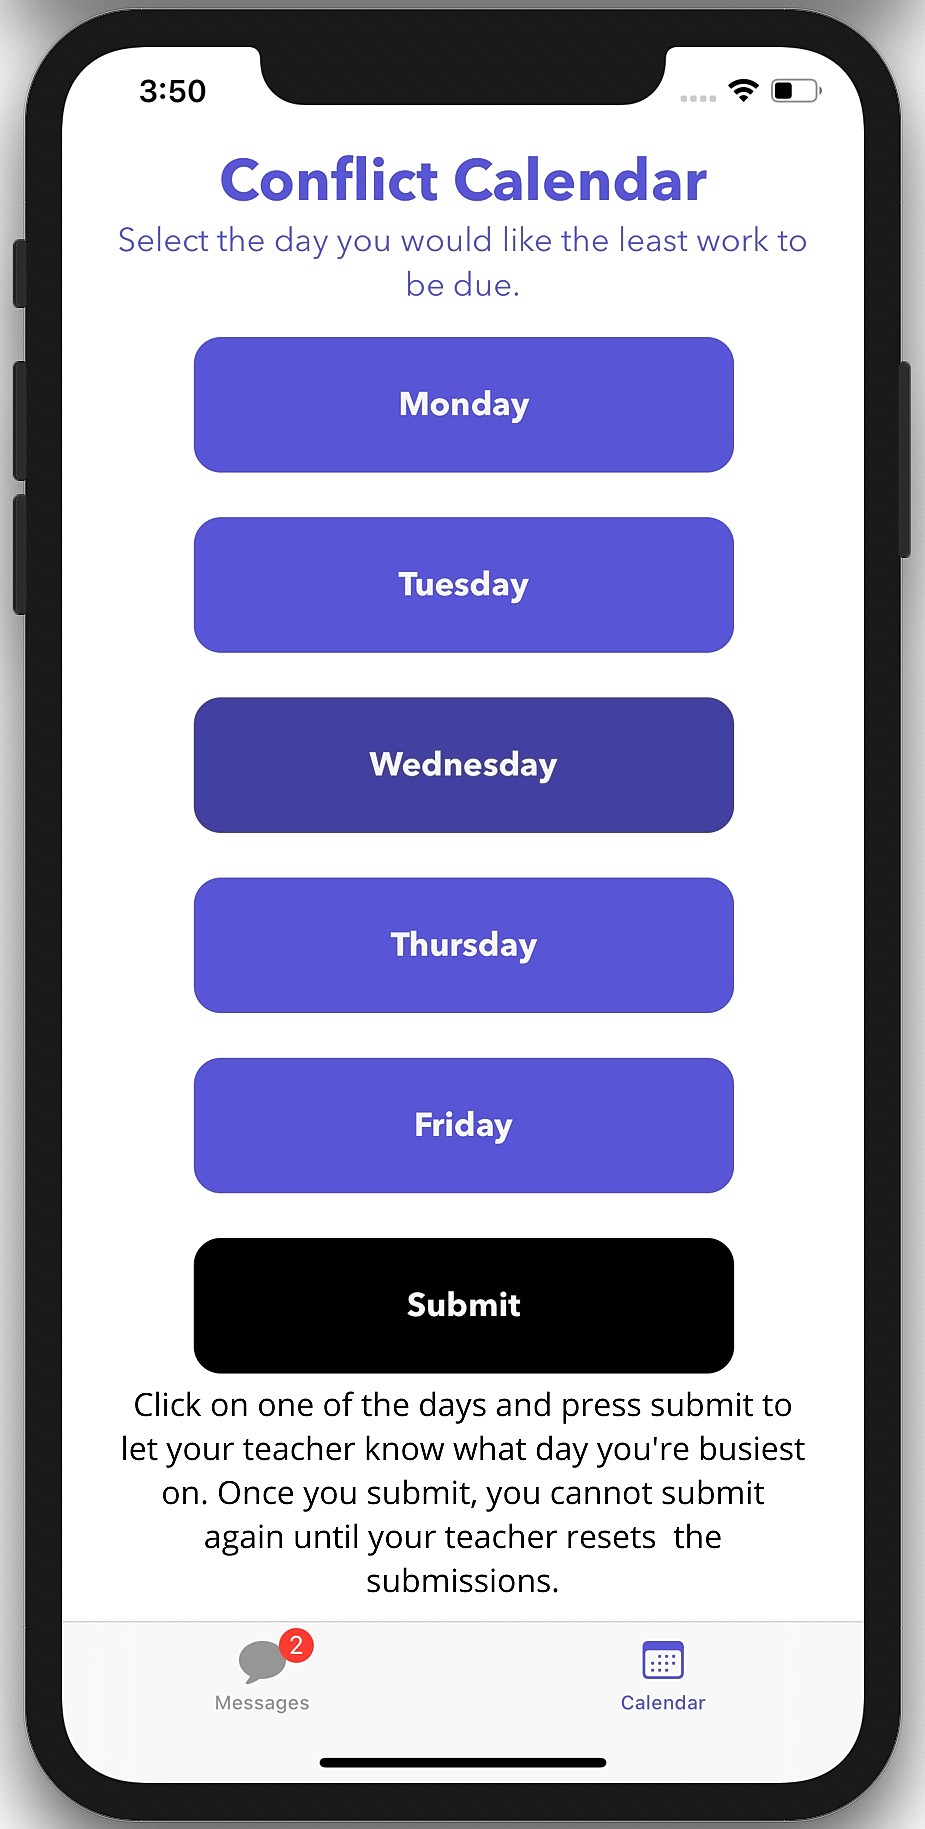 3:50
Conflict Calendar
Select the day you would like the least work to
be due.
Monday
Tuesday
Wednesday
Thursday
Friday
Submit
Click on one of the days and press submit to
let your teacher know what day you're busiest
on. Once you submit, you cannot submit
again until your teacher resets  the
submissions.
2
Messages
Calendar